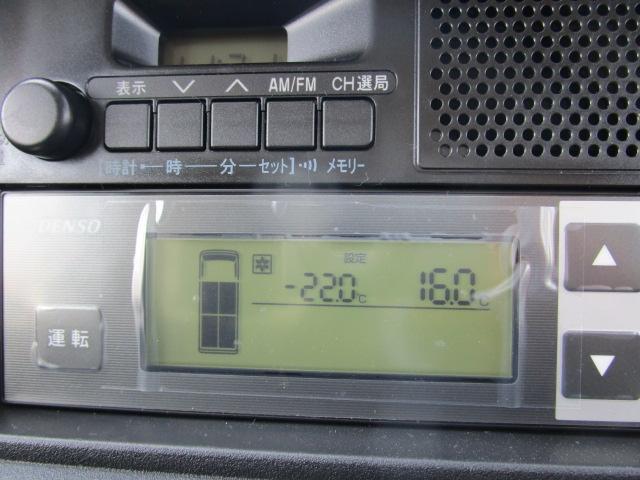 表示 AM/FM CH選局
[時計 時 分 セット] メモリー
DENSO
設定
-22.0℃ 16.0℃
運転